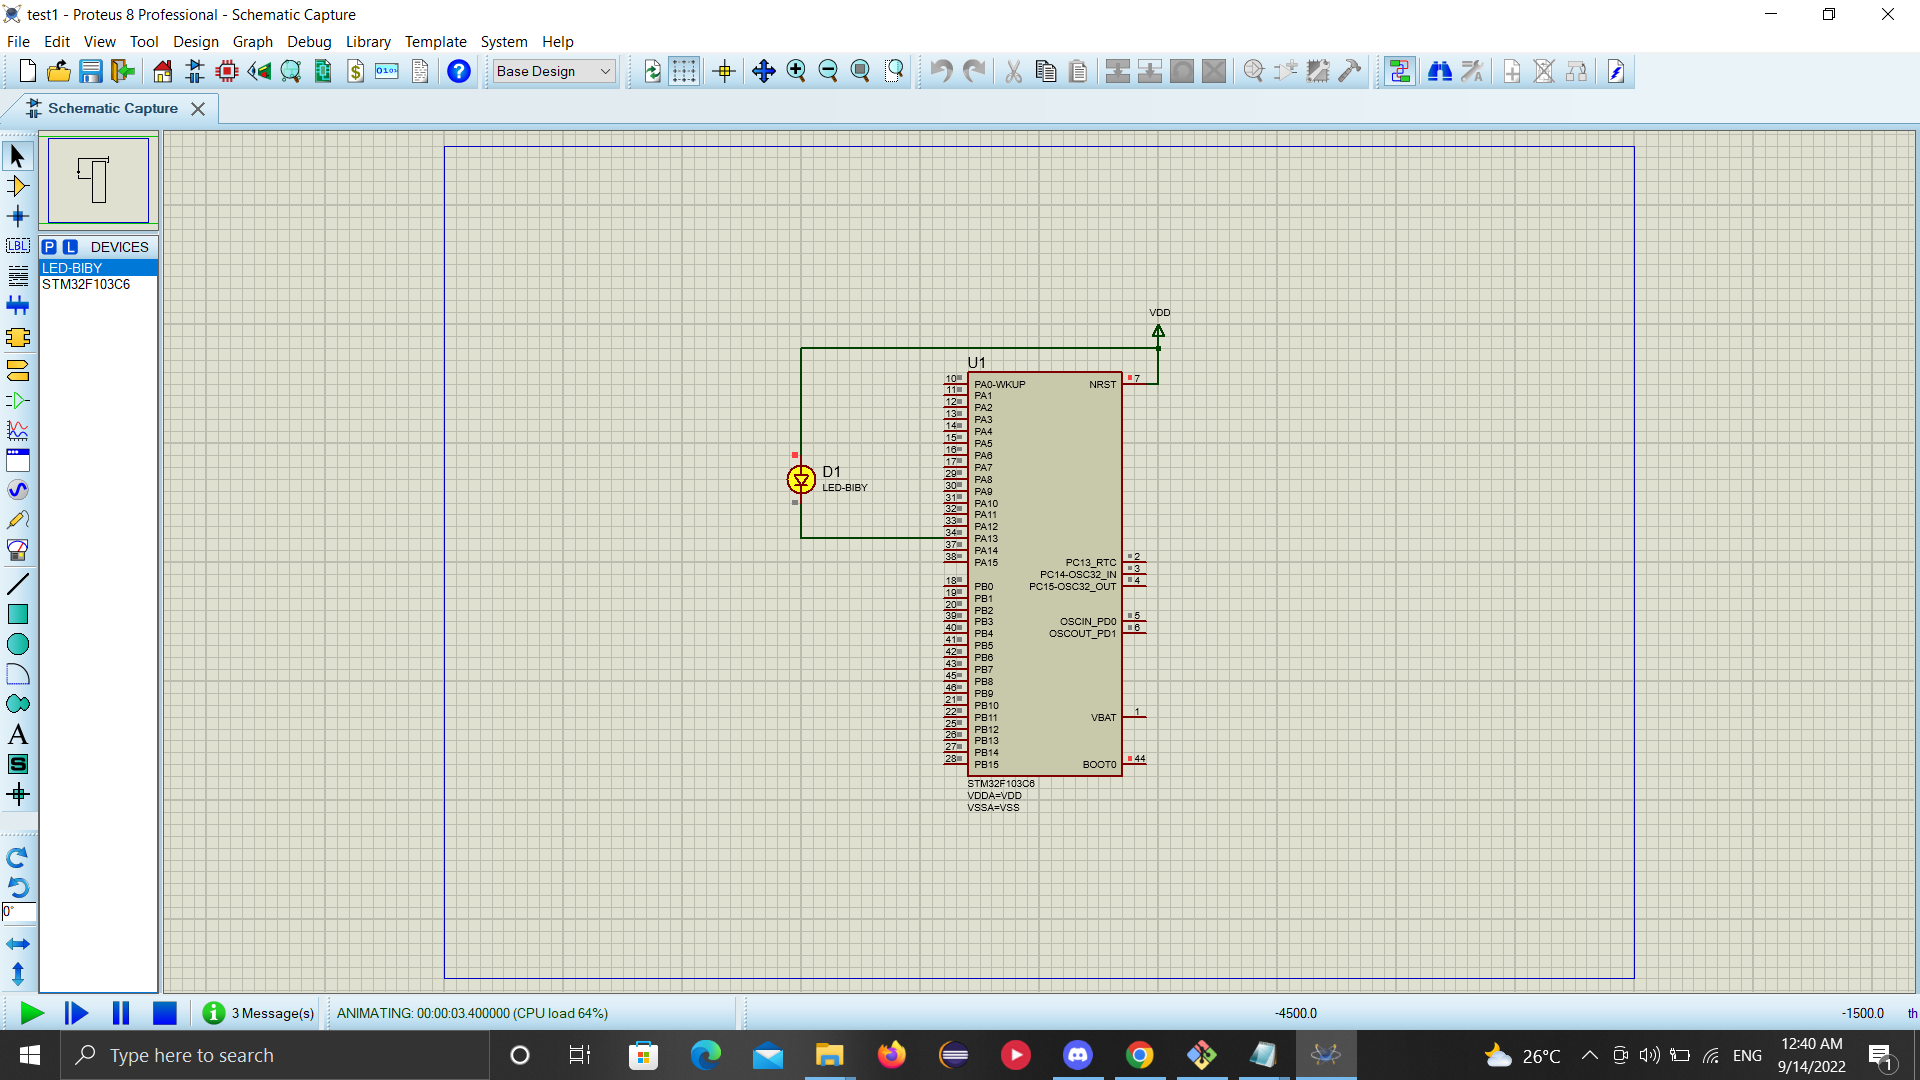 test1 - Proteus 8 Professional - Schematic Capture
File Edit View Tool Design Graph Debug Library Template System Help
Base Design
Schematic Capture
P L DEVICES
LED-BIBY
STM32F103C6
LBL
A
S
0°
VDD
U1
D1
LED-BIBY
10 PA0-WKUP NRST 7
11 PA1
12 PA2
13 PA3
14 PA4
15 PA5
16 PA6
17 PA7
29 PA8
30 PA9
31 PA10
32 PA11
33 PA12
34 PA13
37 PA14
38 PA15 PC13_RTC 2
PC14-OSC32_IN 3
18 PB0 PC15-OSC32_OUT 4
19 PB1
20 PB2
39 PB3 OSCIN_PD0 5
40 PB4 OSCOUT_PD1 6
41 PB5
42 PB6
43 PB7
45 PB8
46 PB9
21 PB10
22 PB11 VBAT 1
25 PB12
26 PB13
27 PB14
28 PB15 BOOT0 44
STM32F103C6
VDDA=VDD
VSSA=VSS
3 Message(s) ANIMATING: 00:00:03.400000 (CPU load 64%) -4500.0 -1500.0 th
Type here to search 26°C ENG 12:40 AM
9/14/2022
1